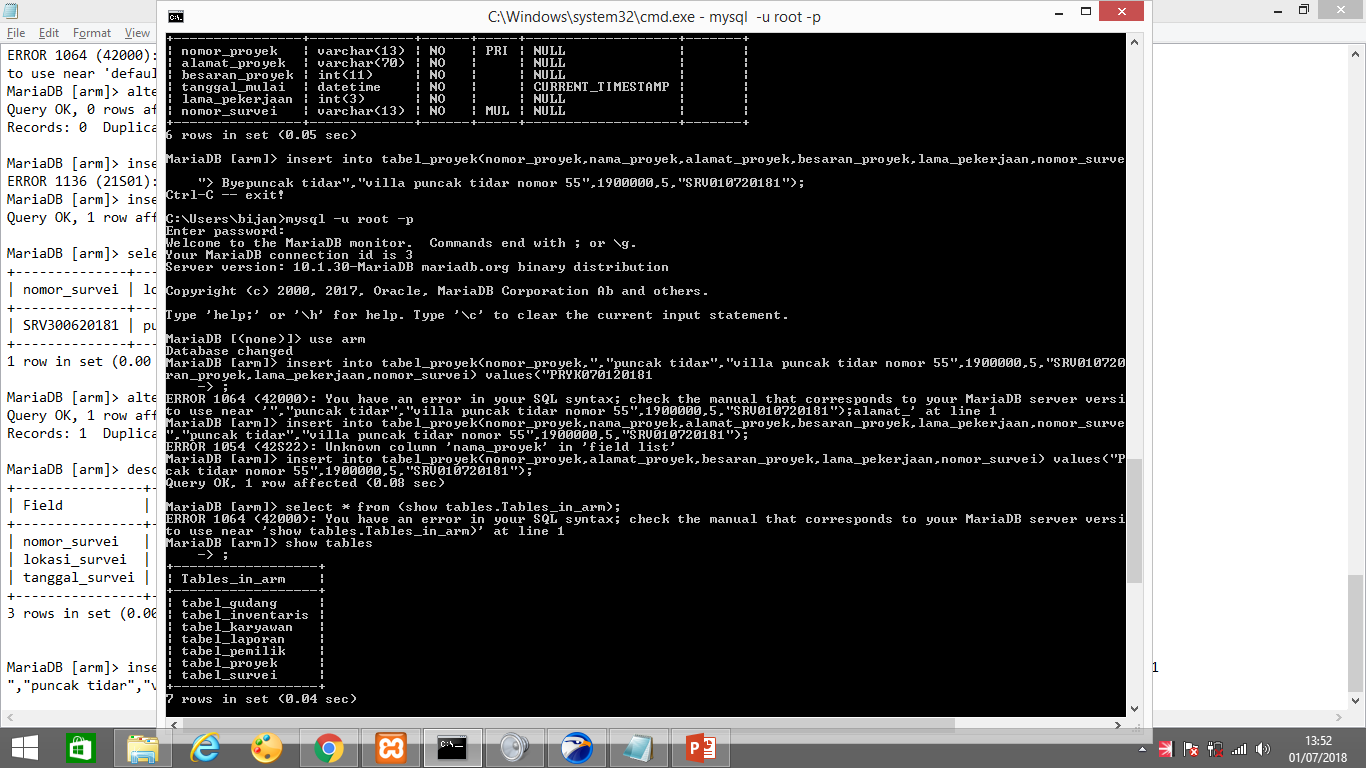 C:\Windows\system32\cmd.exe - mysql -u root -p
File Edit Format View
ERROR 1064 (42000):
to use near 'defaul
MariaDB [arm]> alte
Query OK, 0 rows af
Records: 0 Duplica
MariaDB [arm]> inse
ERROR 1136 (21S01):
MariaDB [arm]> inse
Query OK, 1 row aff
MariaDB [arm]> sele
| nomor_survei | lo
| SRV300620181 | pu
1 row in set (0.00
MariaDB [arm]> alte
Query OK, 1 row aff
Records: 1 Duplica
MariaDB [arm]> desc
| Field |
| nomor_survei |
| lokasi_survei |
| tanggal_survei |
3 rows in set (0.00
MariaDB [arm]> inse
","puncak tidar","v
1
| nomor_proyek | varchar(13) | NO | PRI | NULL | |
| alamat_proyek | varchar(70) | NO | | NULL | |
| besaran_proyek | int(11) | NO | | NULL | |
| tanggal_mulai | datetime | NO | | CURRENT_TIMESTAMP | |
| lama_pekerjaan | int(3) | NO | | NULL | |
| nomor_survei | varchar(13) | NO | MUL | NULL | |
6 rows in set (0.05 sec)
MariaDB [arm]> insert into tabel_proyek(nomor_proyek,nama_proyek,alamat_proyek,besaran_proyek,lama_pekerjaan,nomor_surve
"> Byepuncak tidar","villa puncak tidar nomor 55",1900000,5,"SRV010720181");
Ctrl-C -- exit!
C:\Users\bijan>mysql -u root -p
Enter password:
Welcome to the MariaDB monitor. Commands end with ; or \g.
Your MariaDB connection id is 3
Server version: 10.1.30-MariaDB mariadb.org binary distribution
Copyright (c) 2000, 2017, Oracle, MariaDB Corporation Ab and others.
Type 'help;' or '\h' for help. Type '\c' to clear the current input statement.
MariaDB [(none)]> use arm
Database changed
MariaDB [arm]> insert into tabel_proyek(nomor_proyek,","puncak tidar","villa puncak tidar nomor 55",1900000,5,"SRV010720
ran_proyek,lama_pekerjaan,nomor_survei) values("PRYK070120181
-> ;
ERROR 1064 (42000): You have an error in your SQL syntax; check the manual that corresponds to your MariaDB server versi
to use near '","puncak tidar","villa puncak tidar nomor 55",1900000,5,"SRV010720181");alamat_' at line 1
MariaDB [arm]> insert into tabel_proyek(nomor_proyek,nama_proyek,alamat_proyek,besaran_proyek,lama_pekerjaan,nomor_surve
","puncak tidar","villa puncak tidar nomor 55",1900000,5,"SRV010720181");
ERROR 1054 (42S22): Unknown column 'nama_proyek' in 'field list'
MariaDB [arm]> insert into tabel_proyek(nomor_proyek,alamat_proyek,besaran_proyek,lama_pekerjaan,nomor_survei) values("P
cak tidar nomor 55",1900000,5,"SRV010720181");
Query OK, 1 row affected (0.08 sec)
MariaDB [arm]> select * from (show tables.Tables_in_arm);
ERROR 1064 (42000): You have an error in your SQL syntax; check the manual that corresponds to your MariaDB server versi
to use near 'show tables.Tables_in_arm)' at line 1
MariaDB [arm]> show tables
-> ;
| Tables_in_arm |
| tabel_gudang |
| tabel_inventaris |
| tabel_karyawan |
| tabel_laporan |
| tabel_pemilik |
| tabel_proyek |
| tabel_survei |
7 rows in set (0.04 sec)
13:52
01/07/2018